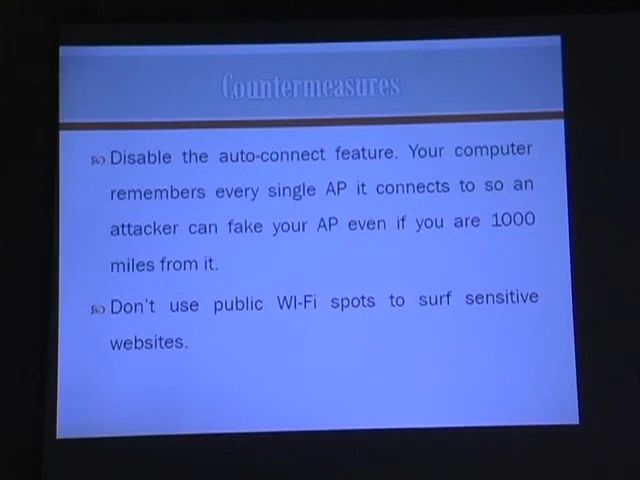 Countermeasures
Disable the auto-connect feature. Your computer
remembers every single AP it connects to so an
attacker can fake your AP even if you are 1000
miles from it.
Don't use public WI-Fi spots to surf sensitive
websites.